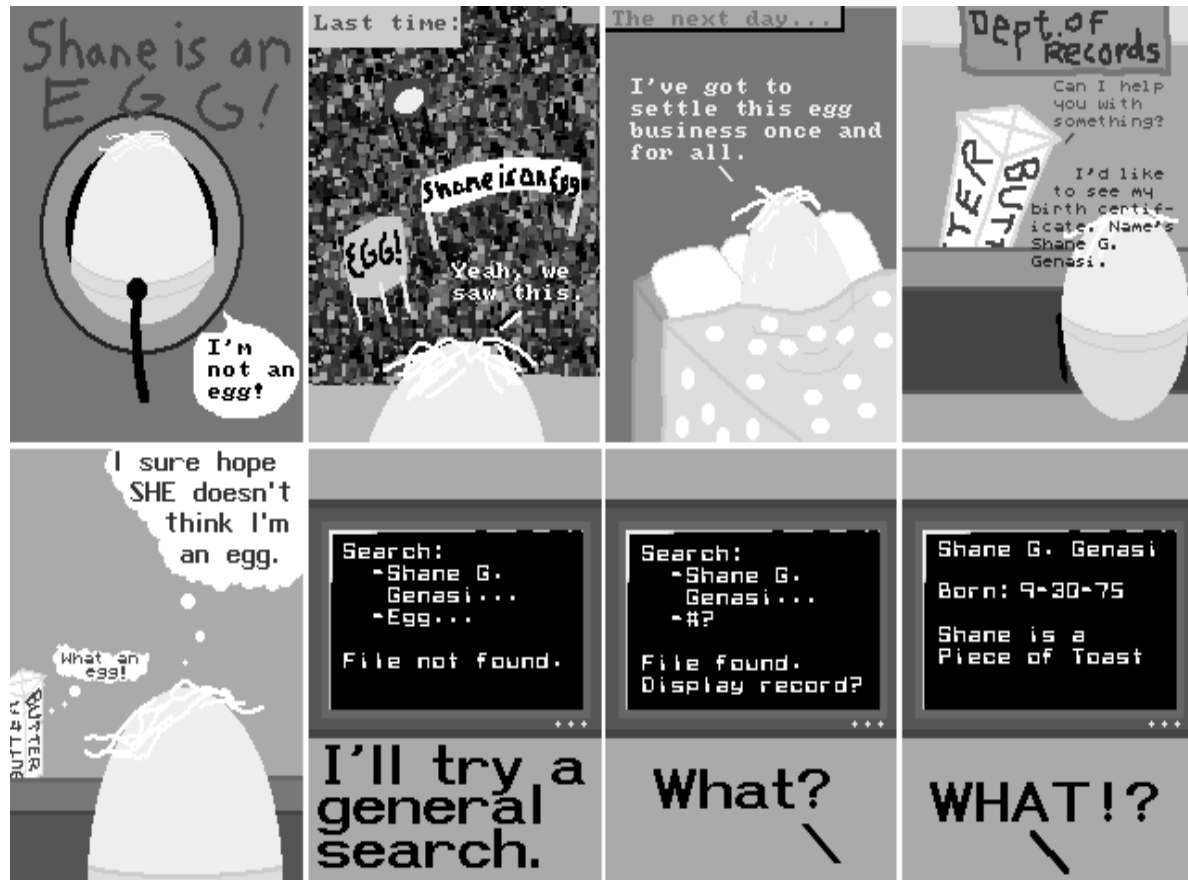 Shane is an
EGG!
I'm
not an
egg!
Last time:
Shane is an Egg
EGG!
Yeah, we
saw this.
The next day...
I've got to
settle this egg
business once and
for all.
Dept. of
Records
Can I help
you with
something?
BUTTER
I'd like
to see my
birth certif-
icate. Name's
Shane G.
Genasi.
I sure hope
SHE doesn't
think I'm
an egg.
What an
egg!
BUTTER
Search:
-Shane G.
Genasi...
-Egg...
File not found.
I'll try a
general
search.
Search:
-Shane G.
Genasi...
-#?
File found.
Display record?
What?
Shane G. Genasi
Born: 9-30-75
Shane is a
Piece of Toast
WHAT!?